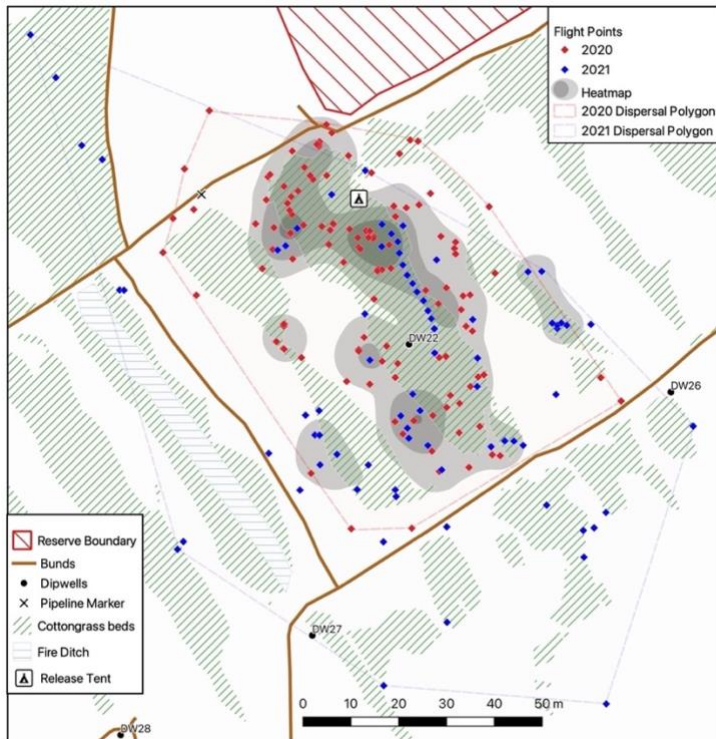 Flight Points
2020
2021
Heatmap
2020 Dispersal Polygon
2021 Dispersal Polygon
DW22
DW26
Reserve Boundary
Bunds
Dipwells
Pipeline Marker
Cottongrass beds
Fire Ditch
Release Tent
DW27
0 10 20 30 40 50 m
DW28